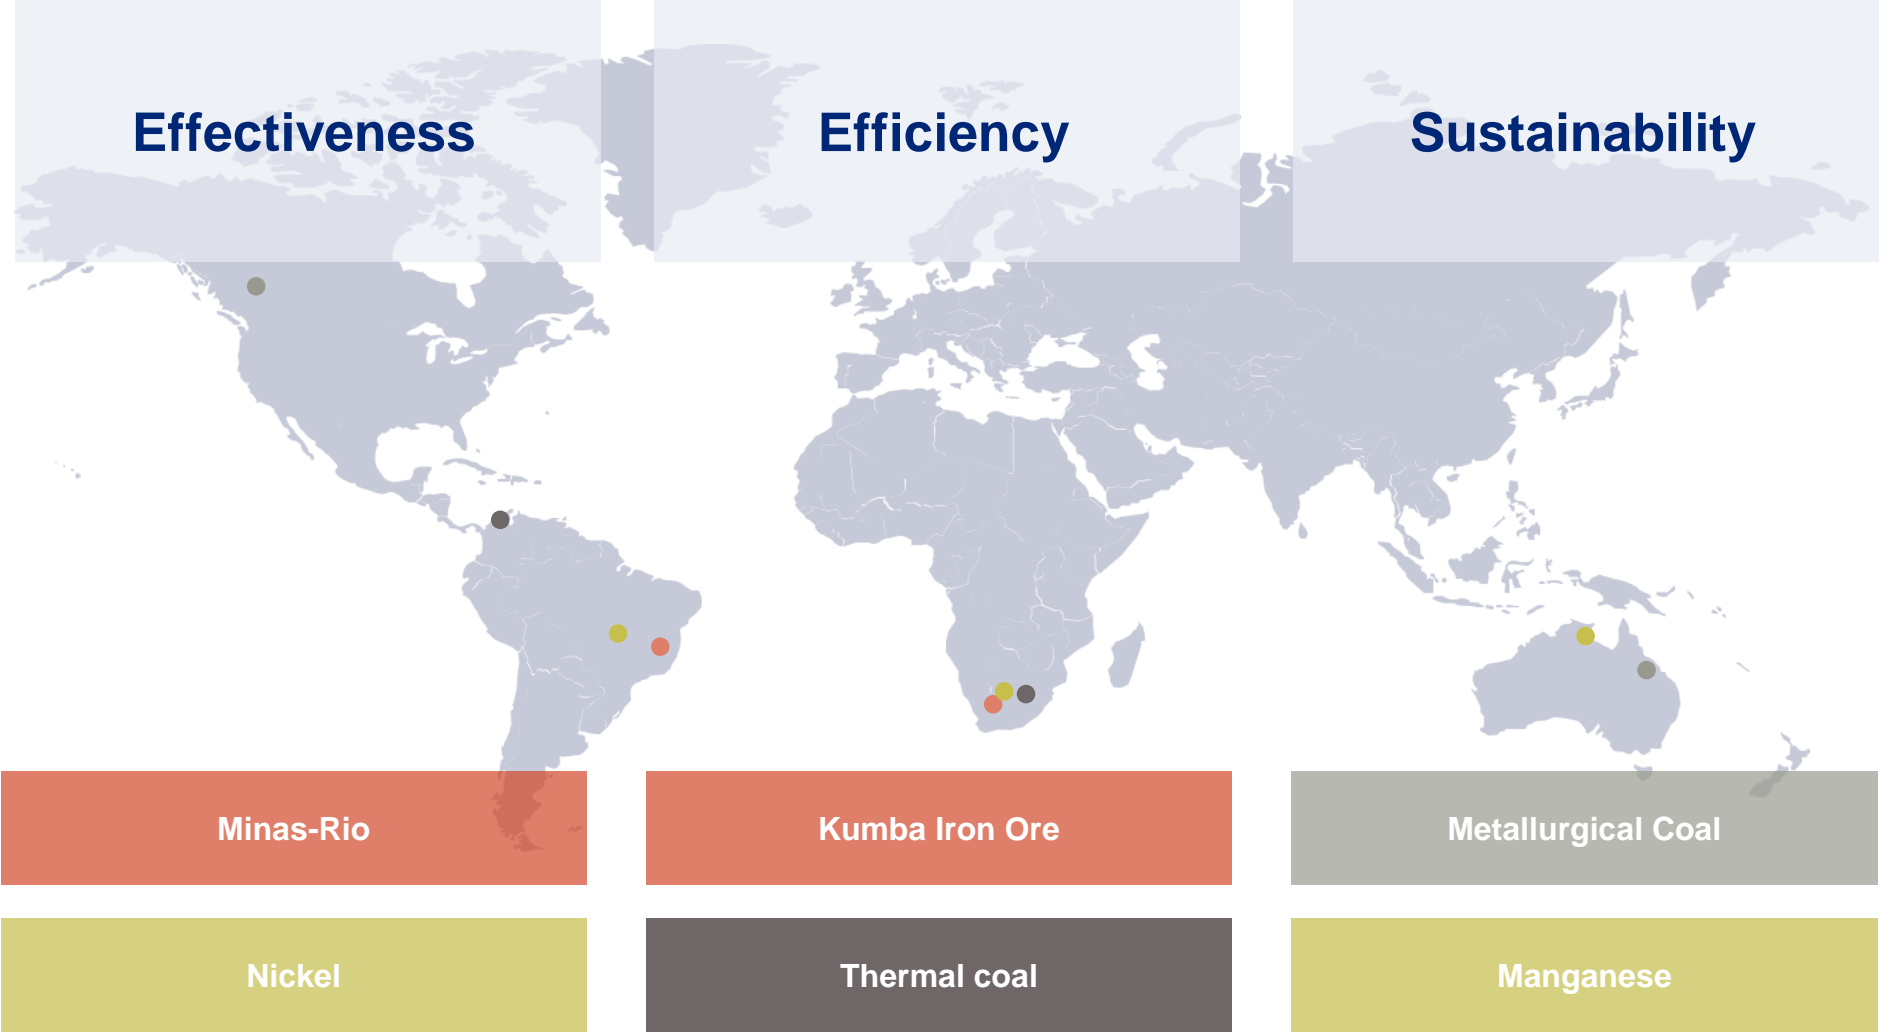 Effectiveness
Efficiency
Sustainability
Minas-Rio
Kumba Iron Ore
Metallurgical Coal
Nickel
Thermal coal
Manganese